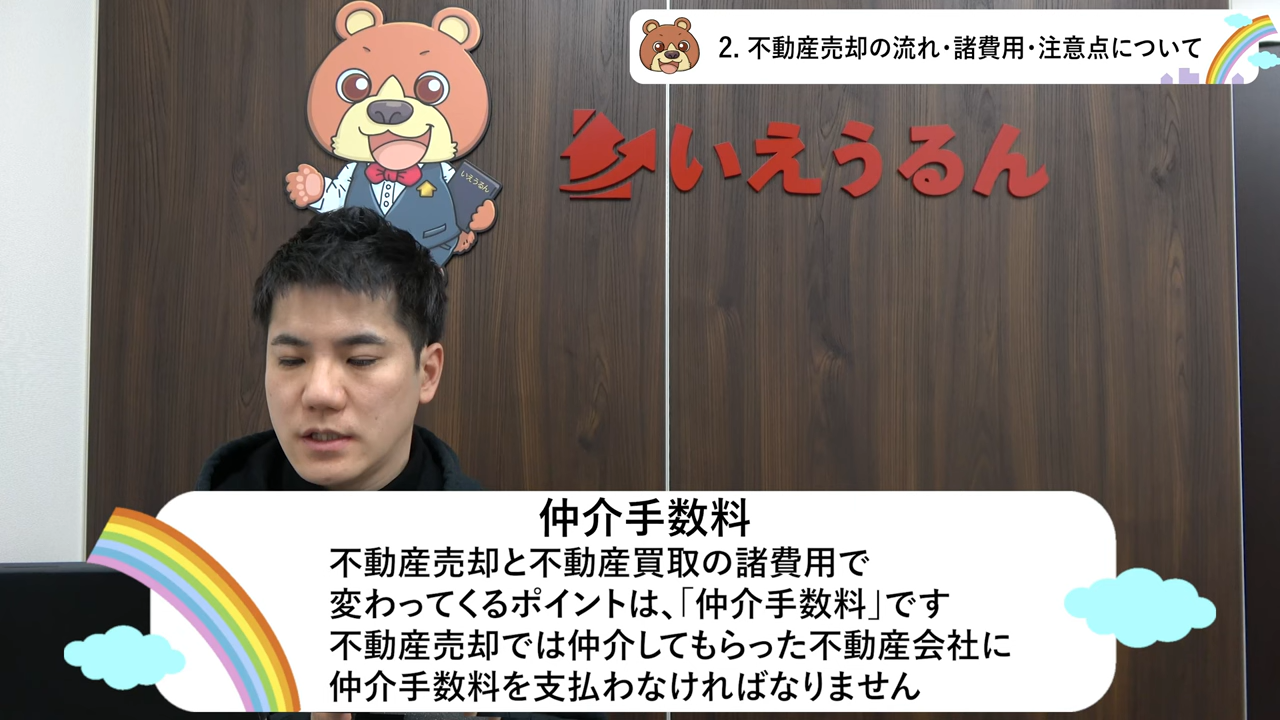 2. 不動産売却の流れ・諸費用・注意点について
いえうるん
いえうるん
仲介手数料
不動産売却と不動産買取の諸費用で
変わってくるポイントは、「仲介手数料」です
不動産売却では仲介してもらった不動産会社に
仲介手数料を支払わなければなりません